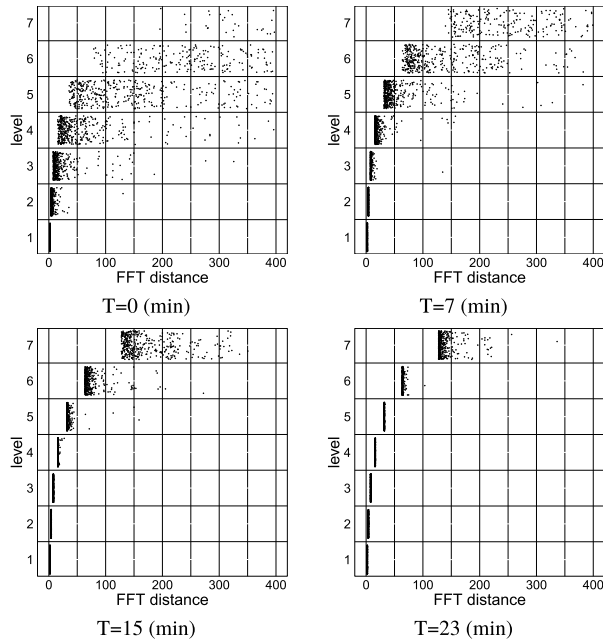 7 7
6 6
5 5
level 4 level 4
3 3
2 2
1 1
0 100 200 300 400 0 100 200 300 400
FFT distance FFT distance
T=0 (min) T=7 (min)
7 7
6 6
5 5
level 4 level 4
3 3
2 2
1 1
0 100 200 300 400 0 100 200 300 400
FFT distance FFT distance
T=15 (min) T=23 (min)